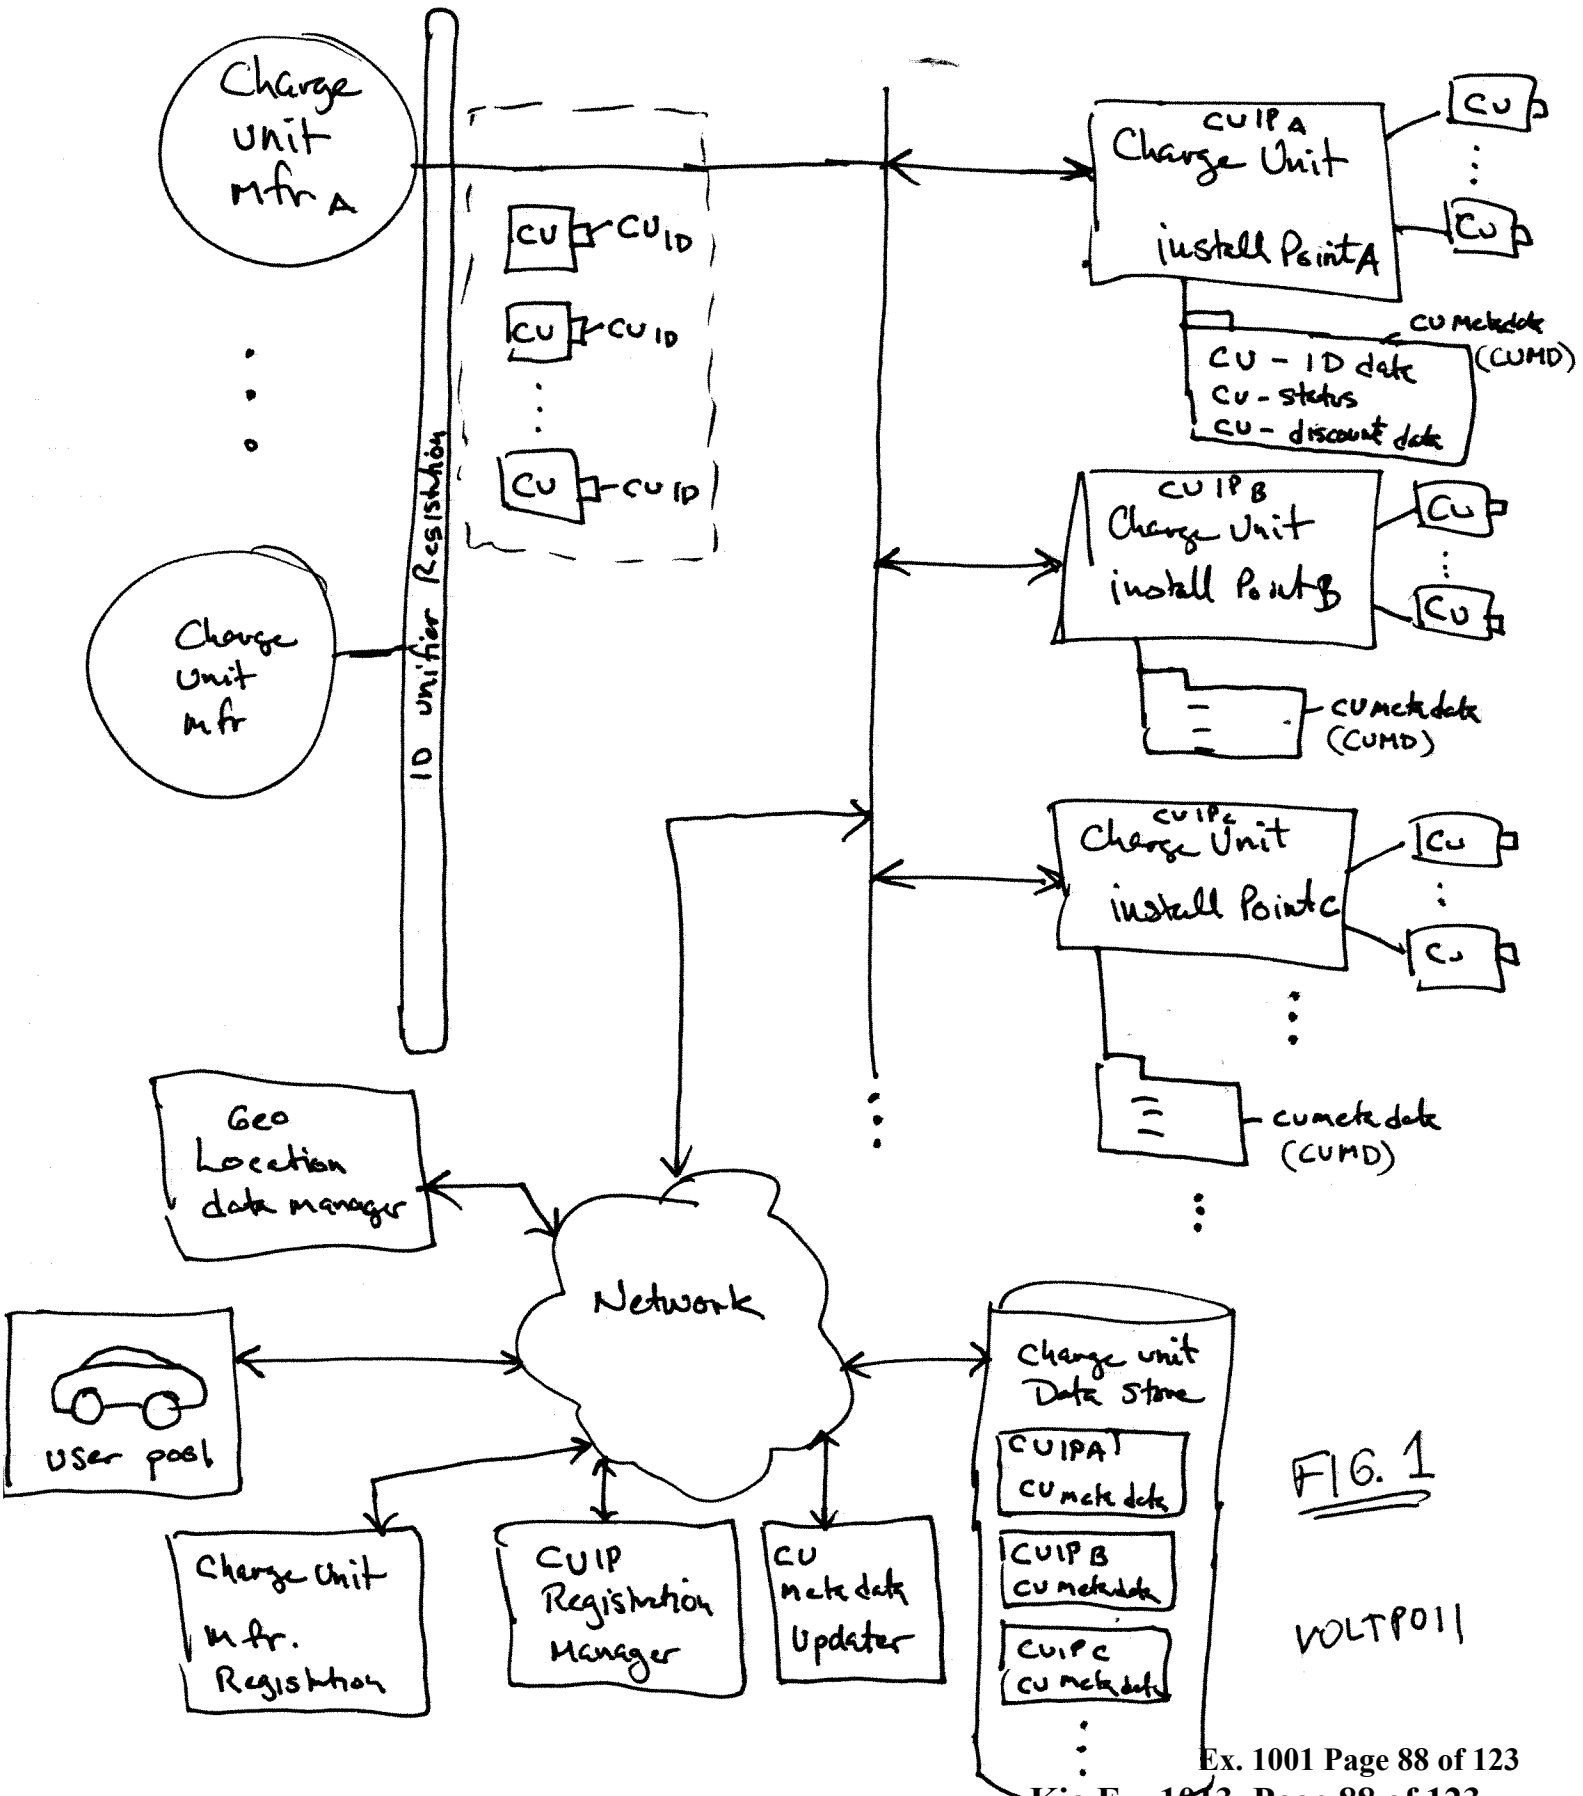 Charge
Unit
Mfr A
CU
CU ID
CU
CU ID
CU
CU ID
ID unifier Registration
Charge
Unit
mfr
CUIP A
Charge Unit
install Point A
CU
CU
CU metadata
(CUMD)
CU - ID data
CU - status
CU - discount data
CUIP B
Charge Unit
install Point B
CU
CU
CU metadata
(CUMD)
CUIP C
Charge Unit
install Point C
CU
CU
CU metadata
(CUMD)
Geo
Location
data manager
Network
user pool
Charge Unit
Mfr.
Registration
CUIP
Registration
Manager
CU
Metadata
Updater
Charge unit
Data Store
CUIP A
CU metadata
CUIP B
CU metadata
CUIP C
CU metadata
FIG. 1
VOLTP011
Ex. 1001 Page 88 of 123